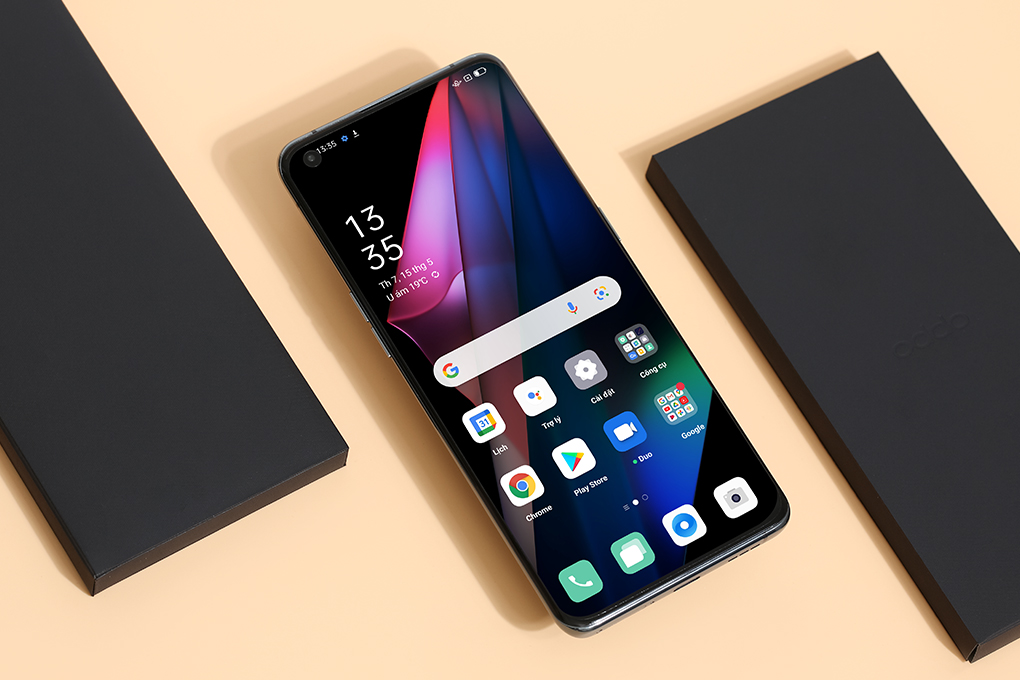 13:35
13
35
Th 7, 15 thg 5
U ám 19°C
G
31
Lịch
Trợ lý
Cài đặt
Công cụ
Chrome
Play Store
Duo
Google
oppo